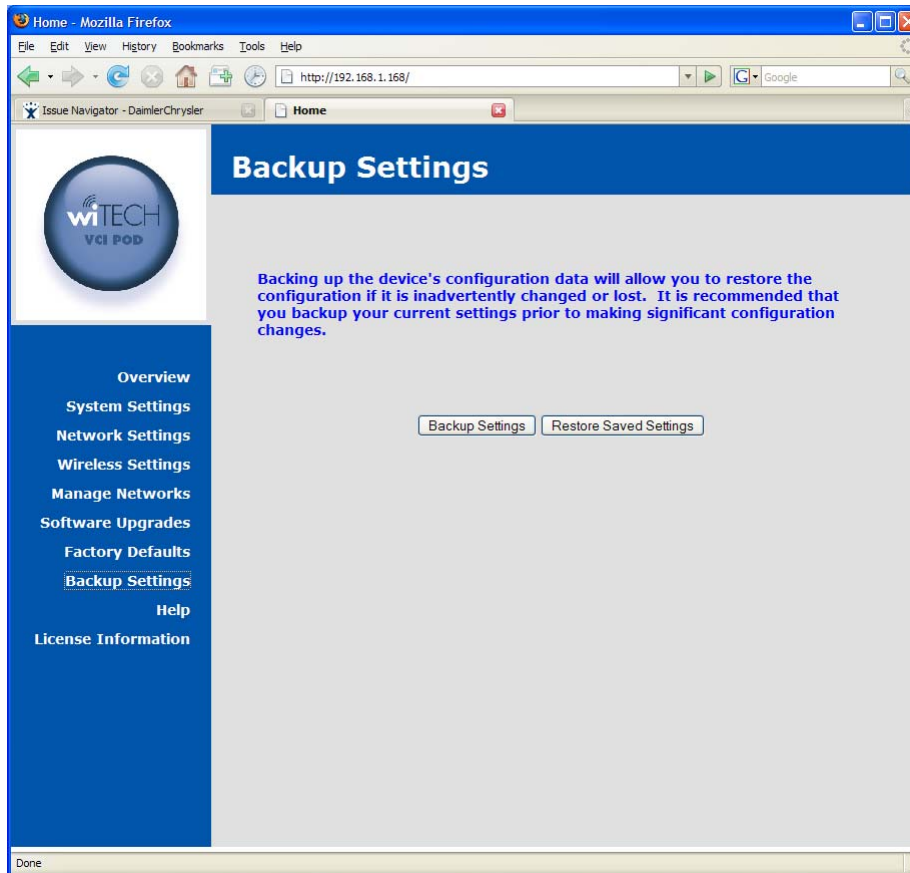 Home - Mozilla Firefox
File Edit View History Bookmarks Tools Help
http://192.168.1.168/
G Google
Issue Navigator - DaimlerChrysler
Home
wiTECH
VCI POD
Backup Settings
Backing up the device's configuration data will allow you to restore the
configuration if it is inadvertently changed or lost. It is recommended that
you backup your current settings prior to making significant configuration
changes.
Backup Settings Restore Saved Settings
Overview
System Settings
Network Settings
Wireless Settings
Manage Networks
Software Upgrades
Factory Defaults
Backup Settings
Help
License Information
Done